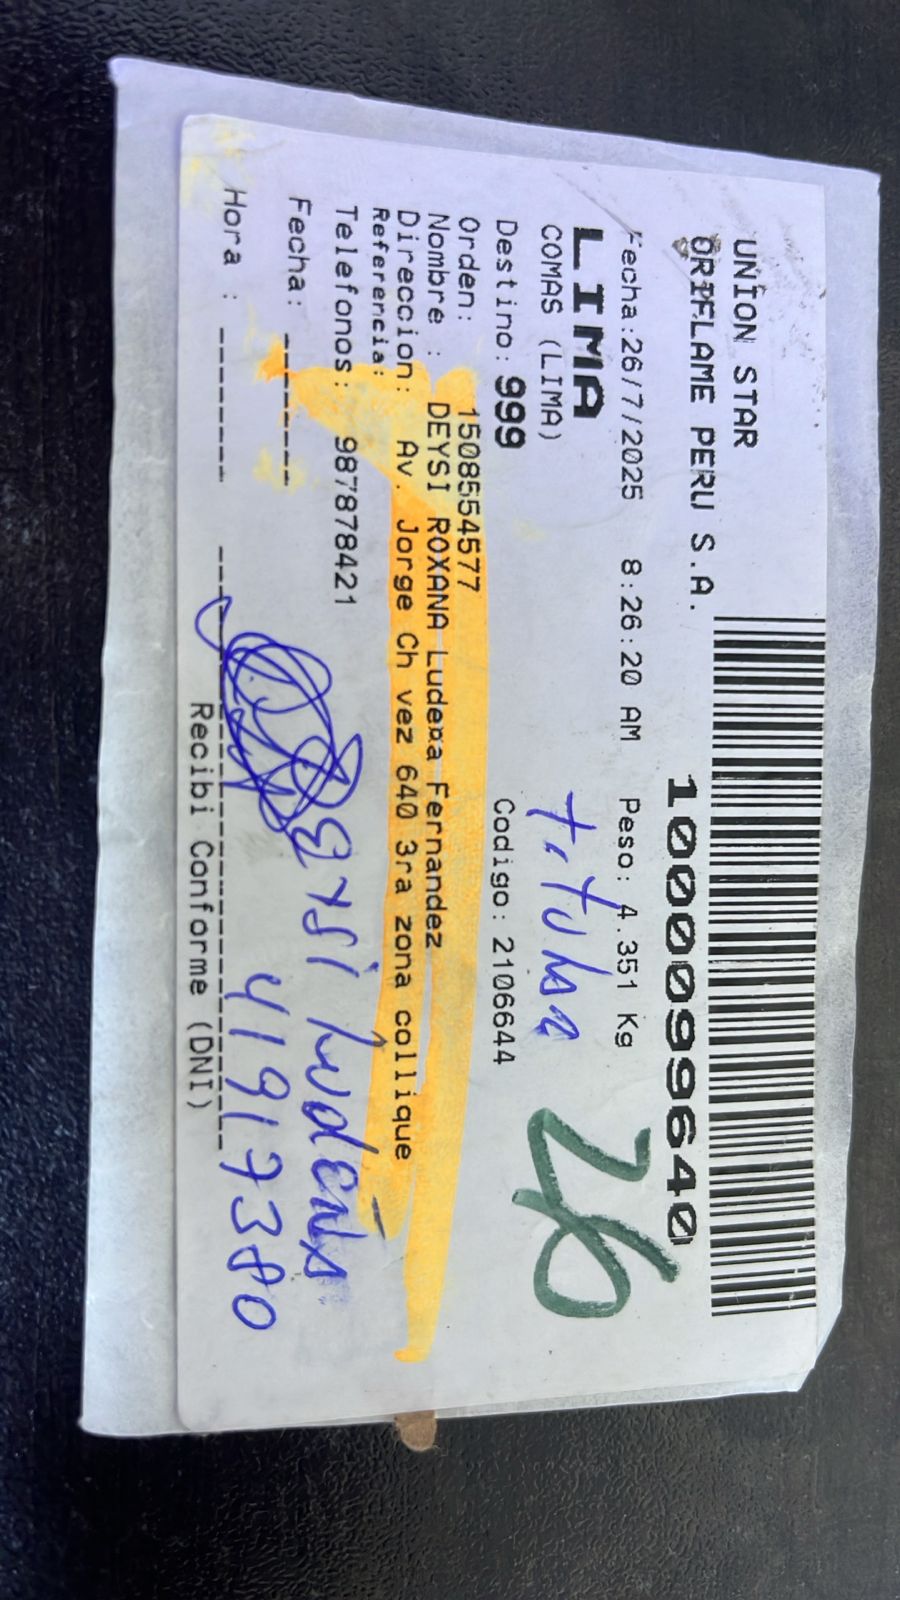 UNION STAR
ORIFLAME PERU S.A.
1000099640
Fecha:26/7/2025 8:26:20 AM Peso: 4.351 Kg
LIMA
COMAS (LIMA)
titular
26
Destino: 999 Codigo: 2106644
Orden: 1508554577
Nombre : DEYSI ROXANA Ludeña Fernandez
Direccion: Av. Jorge Ch vez 640 3ra zona collique
Referencia:
Telefonos: 987878421
Fecha: -------
Deysi Ludeña
Hora : -------
41917380
Recibi Conforme (DNI)